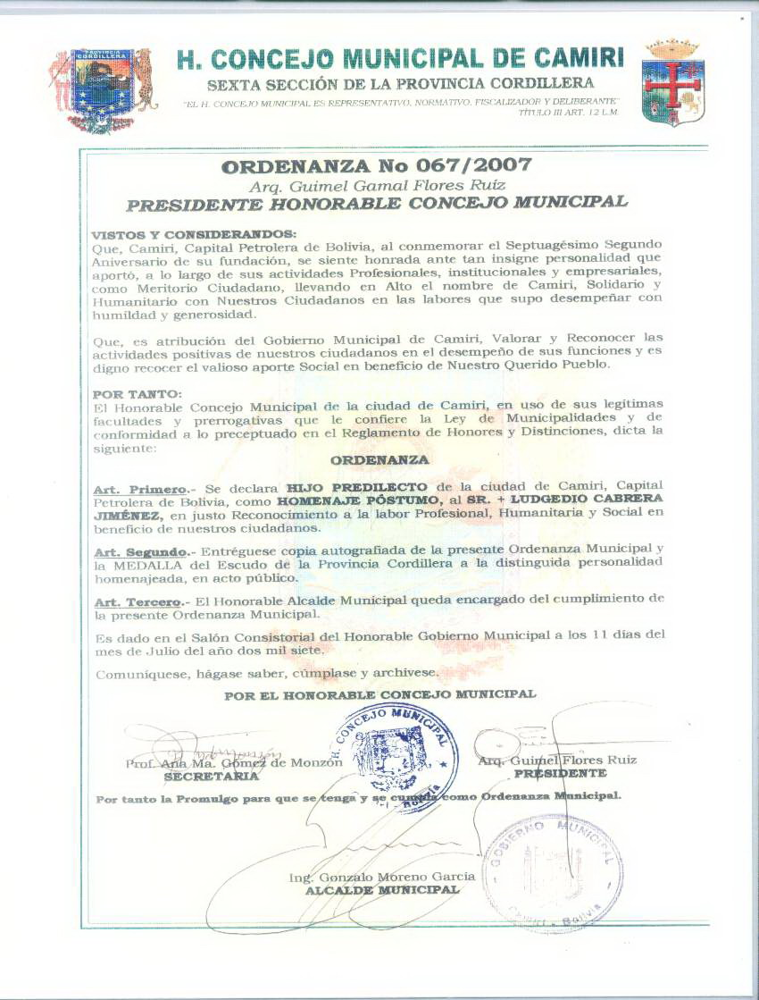 PROVINCIA
CORDILLERA
H. CONCEJO MUNICIPAL DE CAMIRI
SEXTA SECCIÓN DE LA PROVINCIA CORDILLERA
"EL H. CONCEJO MUNICIPAL ES REPRESENTATIVO, NORMATIVO, FISCALIZADOR Y DELIBERANTE"
TÍTULO III ART. 12 L.M.
ORDENANZA No 067/2007
Arq. Guimel Gamal Flores Ruiz
PRESIDENTE HONORABLE CONCEJO MUNICIPAL
VISTOS Y CONSIDERANDOS:
Que, Camiri, Capital Petrolera de Bolivia, al conmemorar el Septuagésimo Segundo
Aniversario de su fundación, se siente honrada ante tan insigne personalidad que
aportó, a lo largo de sus actividades Profesionales, institucionales y empresariales,
como Meritorio Ciudadano, llevando en Alto el nombre de Camiri, Solidario y
Humanitario con Nuestros Ciudadanos en las labores que supo desempeñar con
humildad y generosidad.
Que, es atribución del Gobierno Municipal de Camiri, Valorar y Reconocer las
actividades positivas de nuestros ciudadanos en el desempeño de sus funciones y es
digno recocer el valioso aporte Social en beneficio de Nuestro Querido Pueblo.
POR TANTO:
El Honorable Concejo Municipal de la ciudad de Camiri, en uso de sus legítimas
facultades y prerrogativas que le confiere la Ley de Municipalidades y de
conformidad a lo preceptuado en el Reglamento de Honores y Distinciones, dicta la
siguiente:
ORDENANZA
Art. Primero.- Se declara HIJO PREDILECTO de la ciudad de Camiri, Capital
Petrolera de Bolivia, como HOMENAJE PÓSTUMO, al SR. + LUDGEDIO CABRERA
JIMÉNEZ, en justo Reconocimiento a la labor Profesional, Humanitaria y Social en
beneficio de nuestros ciudadanos.
Art. Segundo.- Entréguese copia autografiada de la presente Ordenanza Municipal y
la MEDALLA del Escudo de la Provincia Cordillera a la distinguida personalidad
homenajeada, en acto público.
Art. Tercero.- El Honorable Alcalde Municipal queda encargado del cumplimiento de
la presente Ordenanza Municipal.
Es dado en el Salón Consistorial del Honorable Gobierno Municipal a los 11 días del
mes de Julio del año dos mil siete.
Comuníquese, hágase saber, cúmplase y archivese.
POR EL HONORABLE CONCEJO MUNICIPAL
H. CONCEJO MUNICIPAL
Bolivia
Prof. Ana Ma. Gómez de Monzón
SECRETARIA
Arq. Guimel Flores Ruiz
PRESIDENTE
Por tanto la Promulgo para que se tenga y se cumpla como Ordenanza Municipal.
GOBIERNO MUNICIPAL
Camiri - Bolivia
Ing. Gonzalo Moreno García
ALCALDE MUNICIPAL